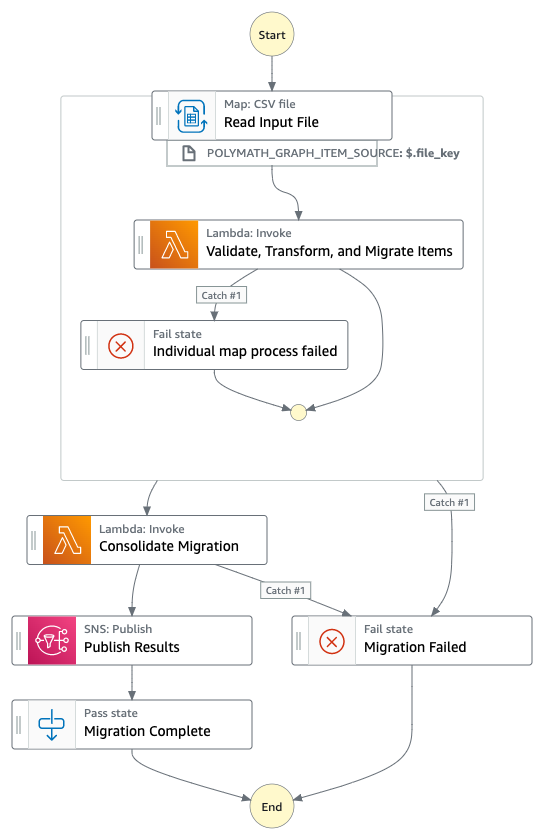 Start
Map: CSV file
Read Input File
POLYMATH_GRAPH_ITEM_SOURCE: $.file_key
Lambda: Invoke
Validate, Transform, and Migrate Items
Catch #1
Fail state
Individual map process failed
Catch #1
Lambda: Invoke
Consolidate Migration
Catch #1
SNS: Publish
Publish Results
Fail state
Migration Failed
Pass state
Migration Complete
End